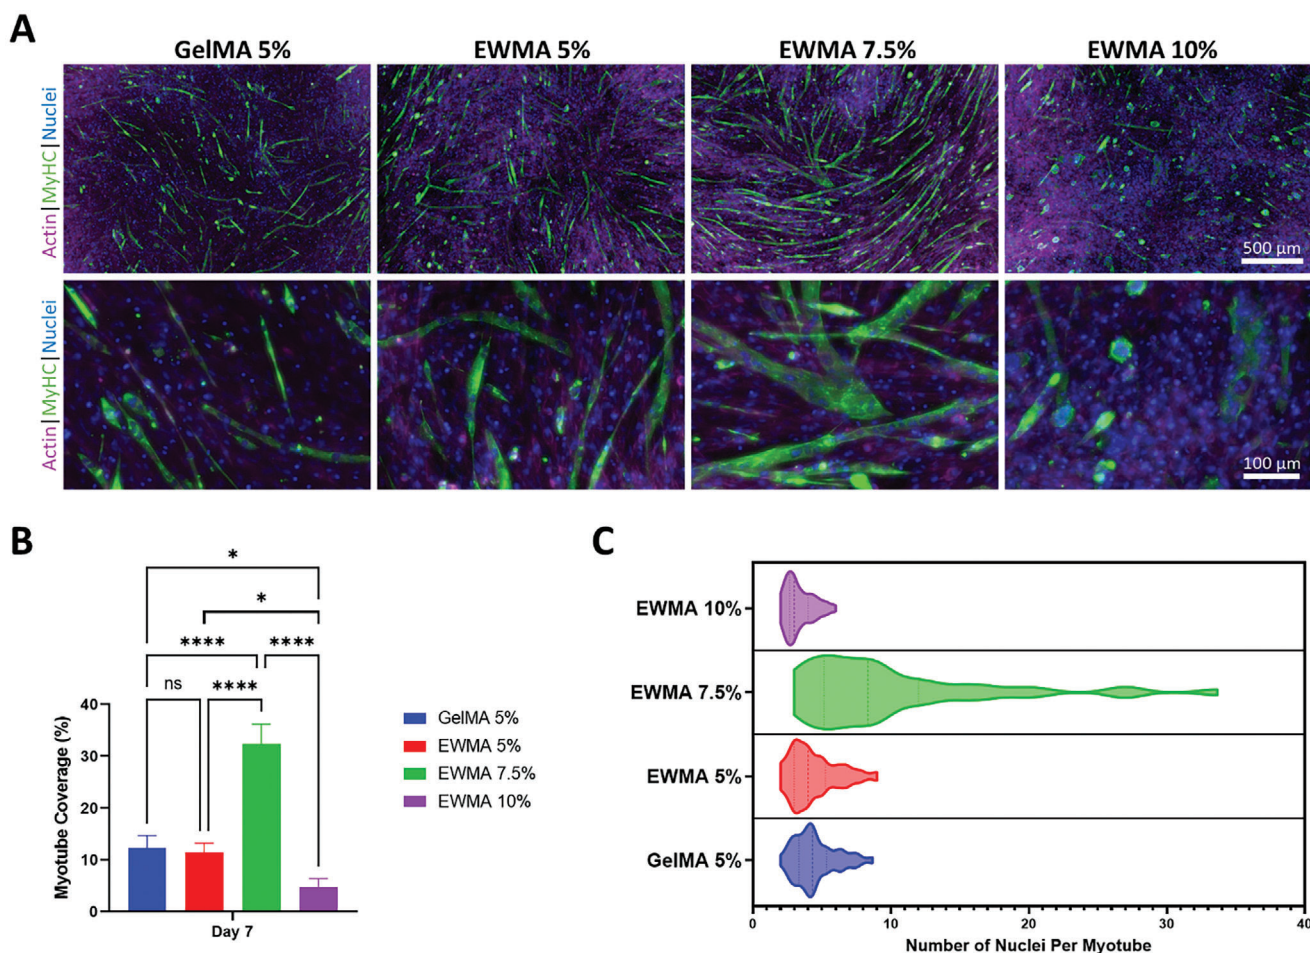 A
GelMA 5%
EWMA 5%
EWMA 7.5%
EWMA 10%
Actin|MyHC|Nuclei
500 µm
Actin|MyHC|Nuclei
100 µm
B
*
*
****
****
ns
****
Myotube Coverage (%)
40
30
20
10
0
Day 7
GelMA 5%
EWMA 5%
EWMA 7.5%
EWMA 10%
C
EWMA 10%
EWMA 7.5%
EWMA 5%
GelMA 5%
0
10
20
30
40
Number of Nuclei Per Myotube